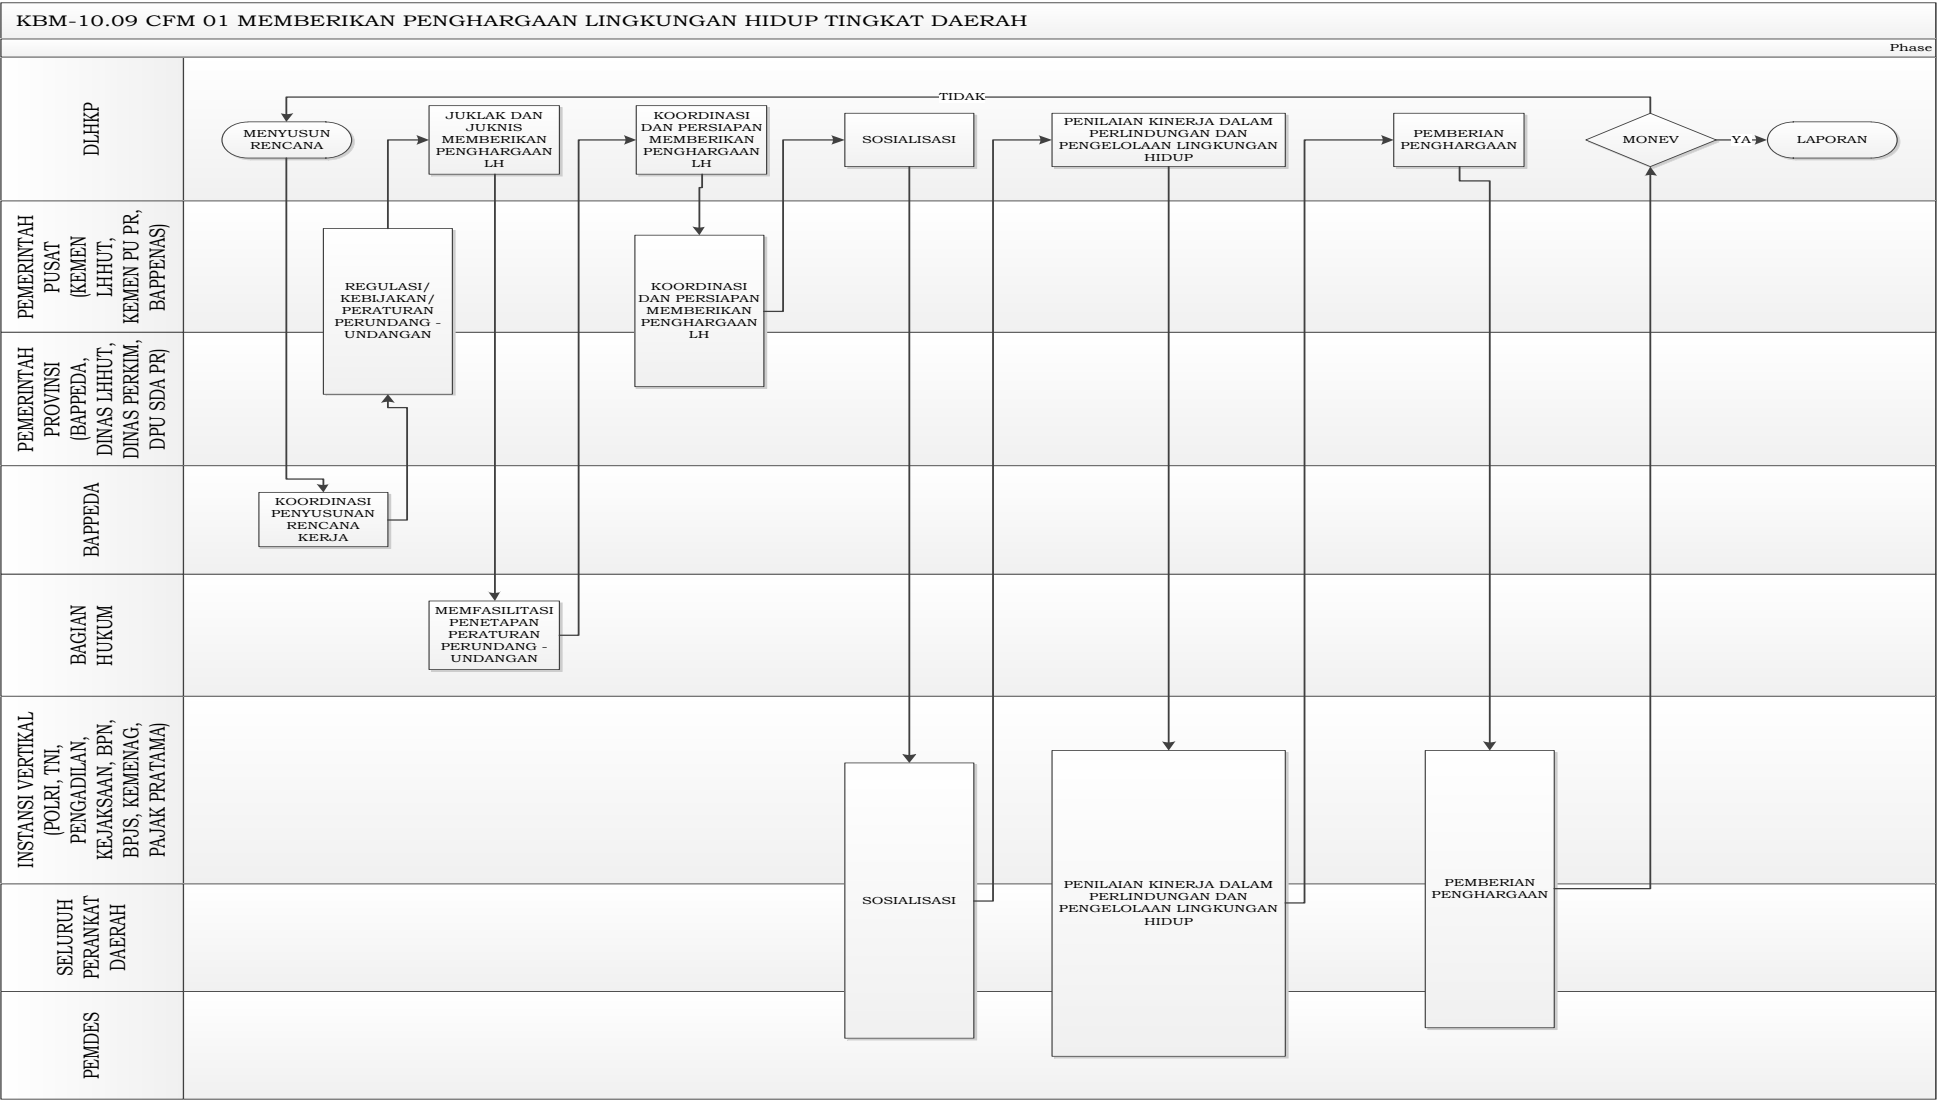 KBM-10.09 CFM 01 MEMBERIKAN PENGHARGAAN LINGKUNGAN HIDUP TINGKAT DAERAH
Phase
DLHKP
TIDAK
MENYUSUN
RENCANA
JUKLAK DAN
JUKNIS
MEMBERIKAN
PENGHARGAAN
LH
KOORDINASI
DAN PERSIAPAN
MEMBERIKAN
PENGHARGAAN
LH
SOSIALISASI
PENILAIAN KINERJA DALAM
PERLINDUNGAN DAN
PENGELOLAAN LINGKUNGAN
HIDUP
PEMBERIAN
PENGHARGAAN
MONEV
YA
LAPORAN
PEMERINTAH
PUSAT
(KEMEN
LHHUT,
KEMEN PU PR,
BAPPENAS)
REGULASI/
KEBIJAKAN/
PERATURAN
PERUNDANG -
UNDANGAN
KOORDINASI
DAN PERSIAPAN
MEMBERIKAN
PENGHARGAAN
LH
PEMERINTAH
PROVINSI
(BAPPEDA,
DINAS LHHUT,
DINAS PERKIM,
DPU SDA PR)
BAPPEDA
KOORDINASI
PENYUSUNAN
RENCANA
KERJA
BAGIAN
HUKUM
MEMFASILITASI
PENETAPAN
PERATURAN
PERUNDANG -
UNDANGAN
INSTANSI VERTIKAL
(POLRI, TNI,
PENGADILAN,
KEJAKSAAN, BPN,
BPJS, KEMENAG,
PAJAK PRATAMA)
SELURUH
PERANKAT
DAERAH
SOSIALISASI
PENILAIAN KINERJA DALAM
PERLINDUNGAN DAN
PENGELOLAAN LINGKUNGAN
HIDUP
PEMBERIAN
PENGHARGAAN
PEMDES